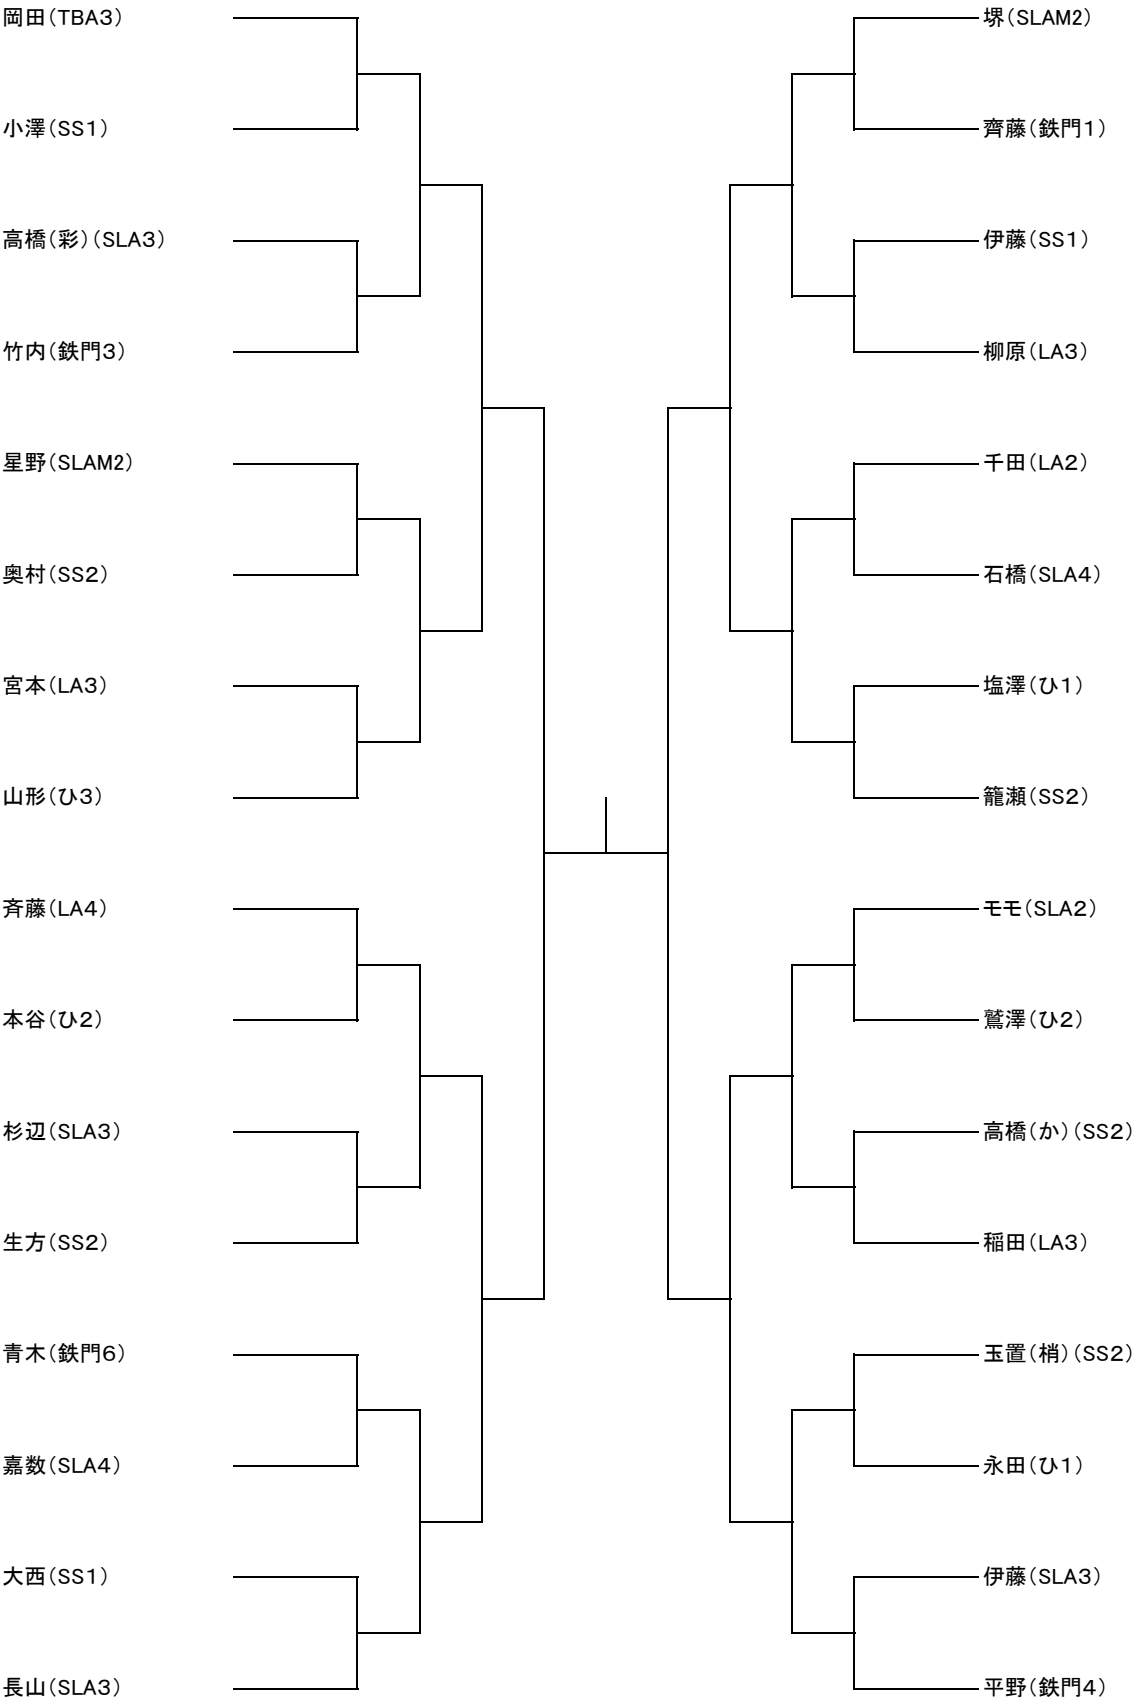 岡田（TBA3）
小澤（SS1）
高橋（彩）（SLA3）
竹内（鉄門3）
星野（SLAM2）
奥村（SS2）
宮本（LA3）
山形（ひ3）
斉藤（LA4）
本谷（ひ2）
杉辺（SLA3）
生方（SS2）
青木（鉄門6）
嘉数（SLA4）
大西（SS1）
長山（SLA3）
堺（SLAM2）
齊藤（鉄門1）
伊藤（SS1）
柳原（LA3）
千田（LA2）
石橋（SLA4）
塩澤（ひ1）
籠瀬（SS2）
モモ（SLA2）
鷲澤（ひ2）
高橋（か）（SS2）
稲田（LA3）
玉置（梢）（SS2）
永田（ひ1）
伊藤（SLA3）
平野（鉄門4）